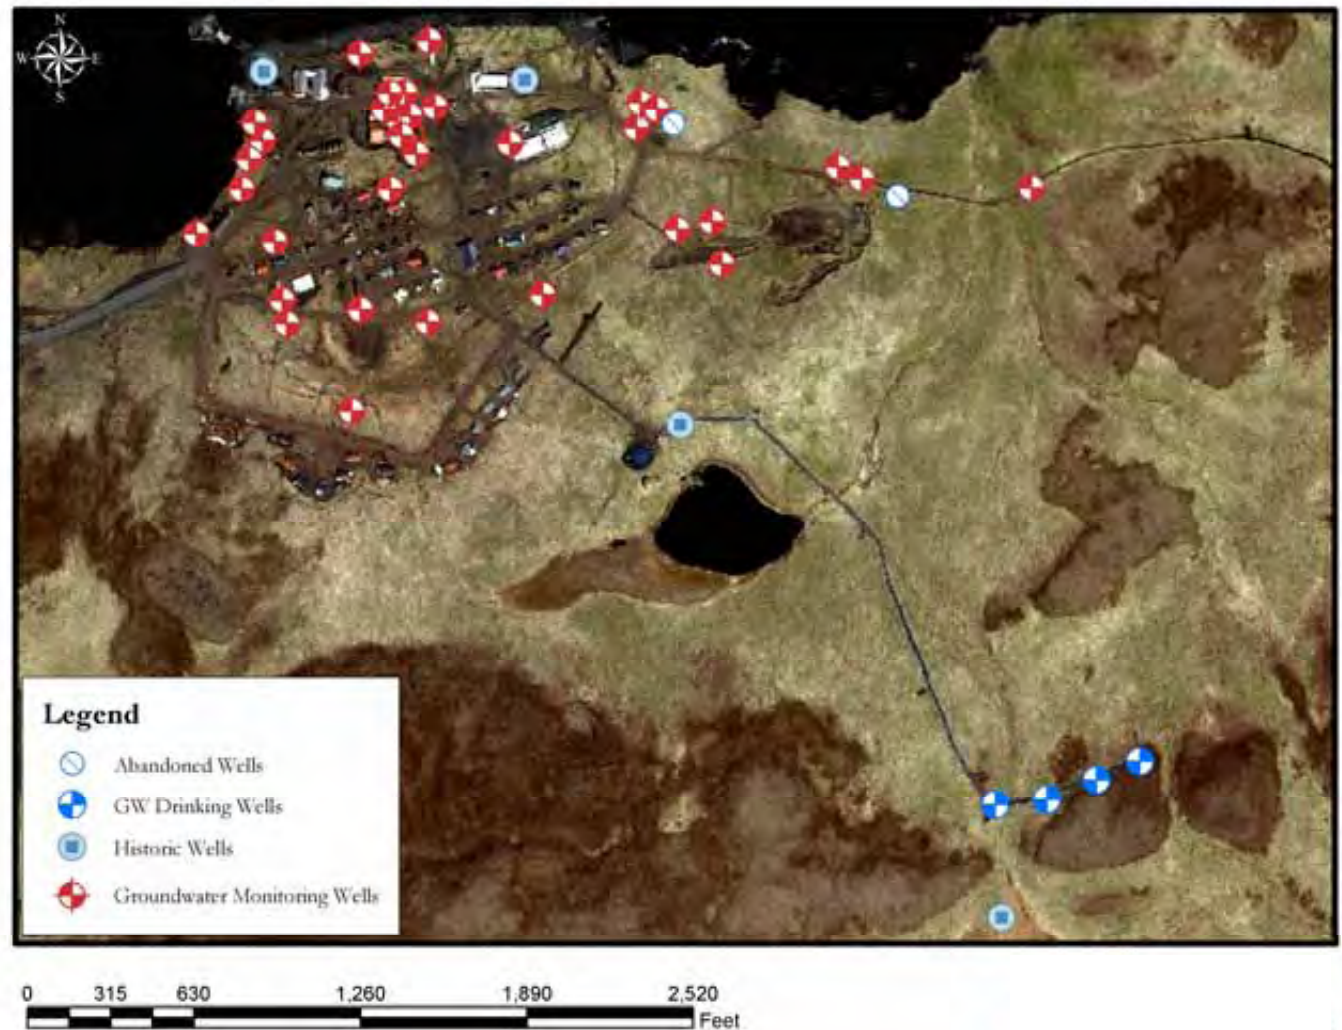 N
W E
S
Legend
Abandoned Wells
GW Drinking Wells
Historic Wells
Groundwater Monitoring Wells
0 315 630 1,260 1,890 2,520
Feet